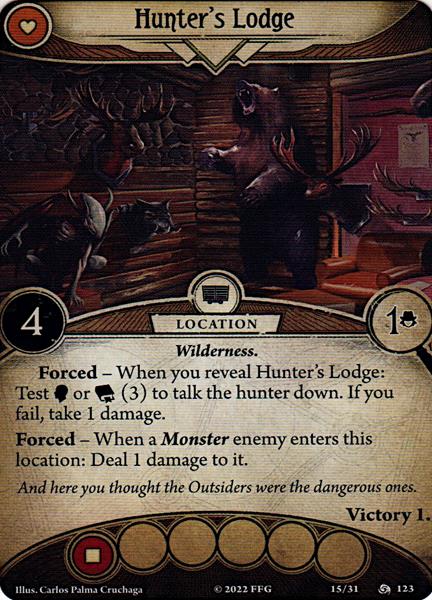 Hunter's Lodge
4
LOCATION
1
Wilderness.
Forced – When you reveal Hunter's Lodge:
Test or (3) to talk the hunter down. If you
fail, take 1 damage.
Forced – When a Monster enemy enters this
location: Deal 1 damage to it.
And here you thought the Outsiders were the dangerous ones.
Victory 1.
Illus. Carlos Palma Cruchaga © 2022 FFG 15/31 123